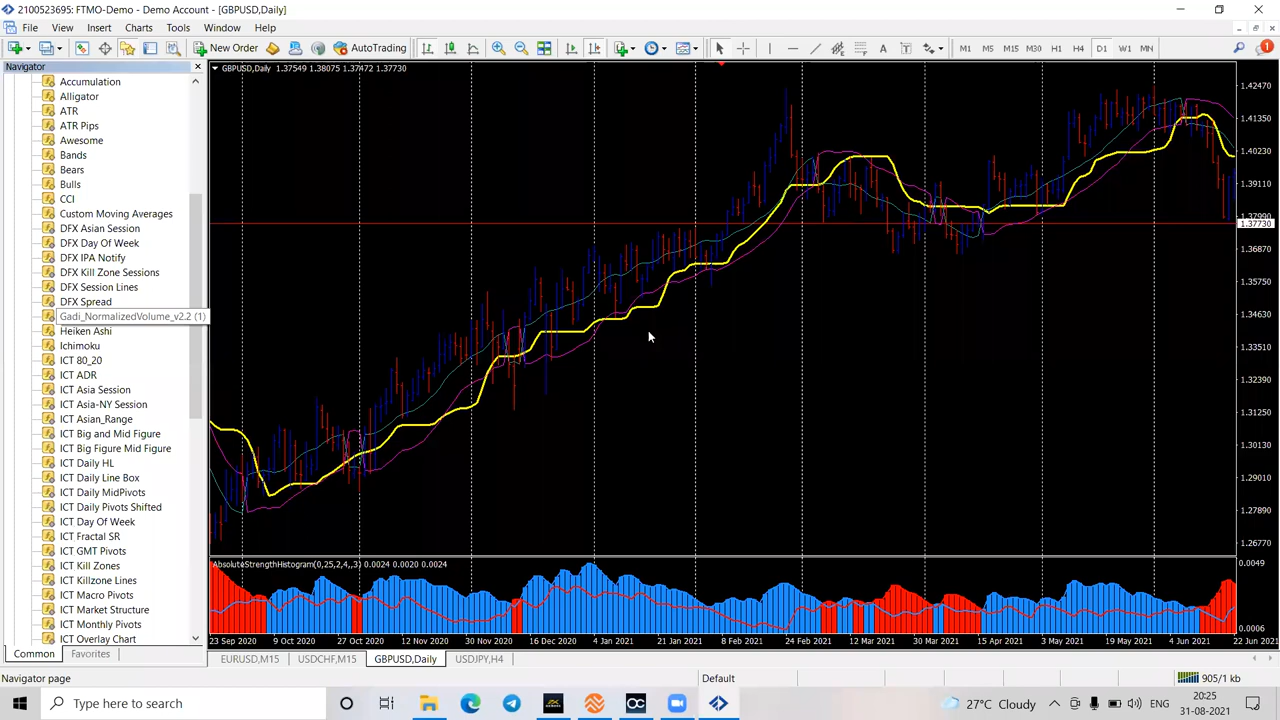 2100523695: FTMO-Demo - Demo Account - [GBPUSD,Daily]
File View Insert Charts Tools Window Help
New Order AutoTrading M1 M5 M15 M30 H1 H4 D1 W1 MN 1
Navigator
Accumulation
Alligator
ATR
ATR Pips
Awesome
Bands
Bears
Bulls
CCI
Custom Moving Averages
DFX Asian Session
DFX Day Of Week
DFX IPA Notify
DFX Kill Zone Sessions
DFX Session Lines
DFX Spread
Gadi_NormalizedVolume_v2.2 (1)
Heiken Ashi
Ichimoku
ICT 80_20
ICT ADR
ICT Asia Session
ICT Asia-NY Session
ICT Asian_Range
ICT Big and Mid Figure
ICT Big Figure Mid Figure
ICT Daily HL
ICT Daily Line Box
ICT Daily MidPivots
ICT Daily Pivots Shifted
ICT Day Of Week
ICT Fractal SR
ICT GMT Pivots
ICT Kill Zones
ICT Killzone Lines
ICT Macro Pivots
ICT Market Structure
ICT Monthly Pivots
ICT Overlay Chart
Common Favorites
GBPUSD,Daily 1.37549 1.38075 1.37472 1.37730
1.42470
1.41350
1.40230
1.39110
1.37990
1.37730
1.36870
1.35750
1.34630
1.33510
1.32390
1.31250
1.30130
1.29010
1.27890
1.26770
AbsoluteStrengthHistogram(0,25,2,4,,3) 0.0024 0.0020 0.0024
0.0049
0.0006
23 Sep 2020 9 Oct 2020 27 Oct 2020 12 Nov 2020 30 Nov 2020 16 Dec 2020 4 Jan 2021 21 Jan 2021 8 Feb 2021 24 Feb 2021 12 Mar 2021 30 Mar 2021 15 Apr 2021 3 May 2021 19 May 2021 4 Jun 2021 22 Jun 2021
EURUSD,M15 USDCHF,M15 GBPUSD,Daily USDJPY,H4
Navigator page Default 905/1 kb
Type here to search
27°C Cloudy ENG
20:25
31-08-2021